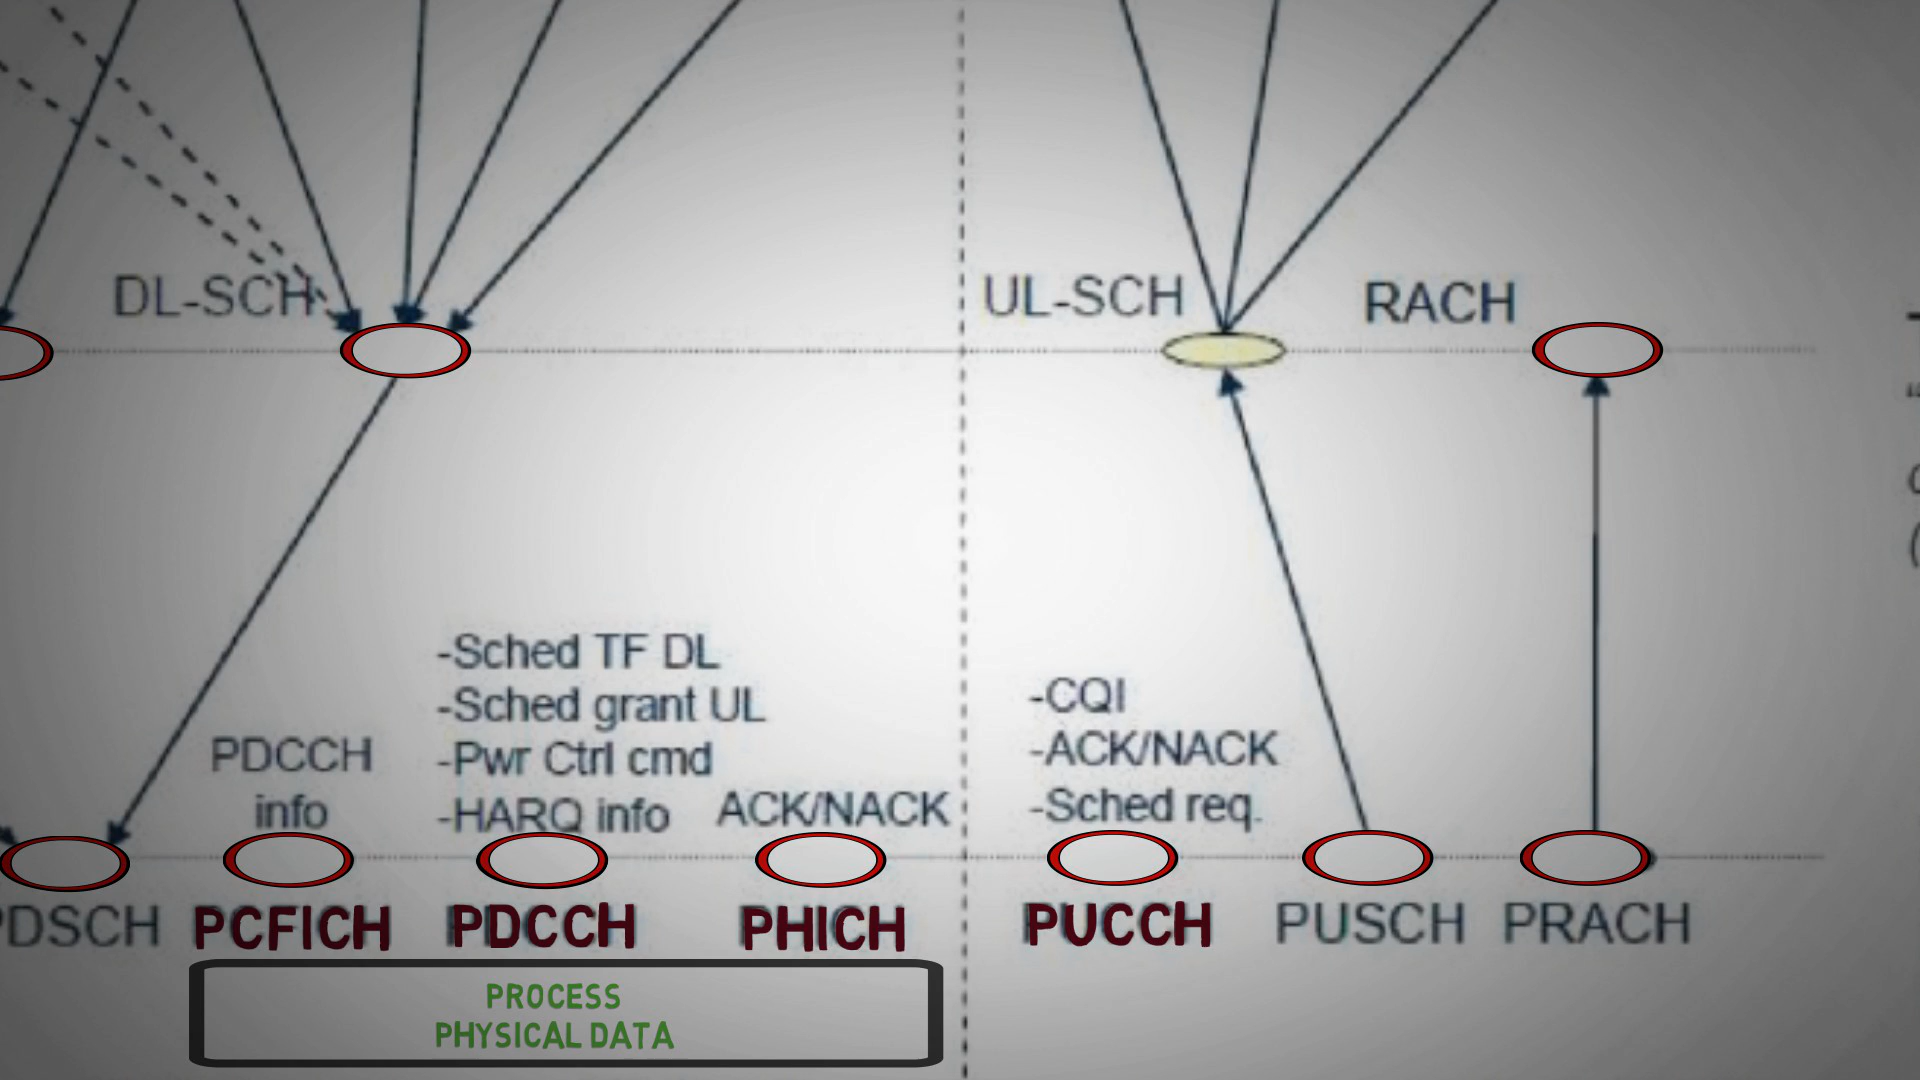 DL-SCH
UL-SCH
RACH
-Sched TF DL
-Sched grant UL
-Pwr Ctrl cmd
-HARQ info
PDCCH
info
ACK/NACK
-CQI
-ACK/NACK
-Sched req.
PDSCH
PCFICH
PDCCH
PHICH
PUCCH
PUSCH
PRACH
PROCESS
PHYSICAL DATA